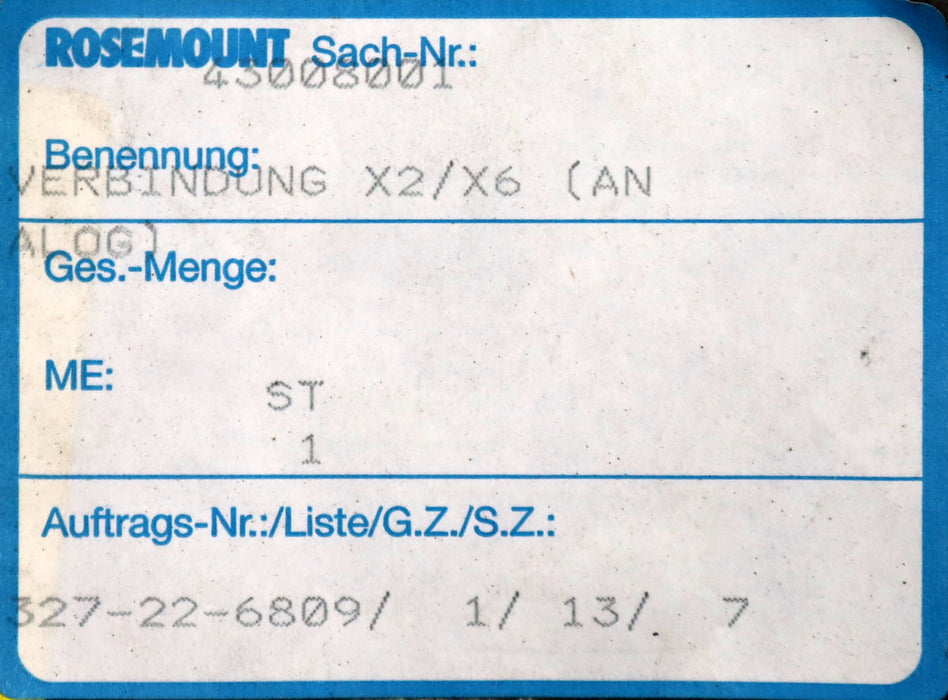 ROSEMOUNT Sach-Nr.:
43008001
Benennung:
VERBINDUNG X2/X6 (AN
ALOG)
Ges.-Menge:
ME:
ST
1
Auftrags-Nr.:/Liste/G.Z./S.Z.:
327-22-6809/ 1/ 13/ 7